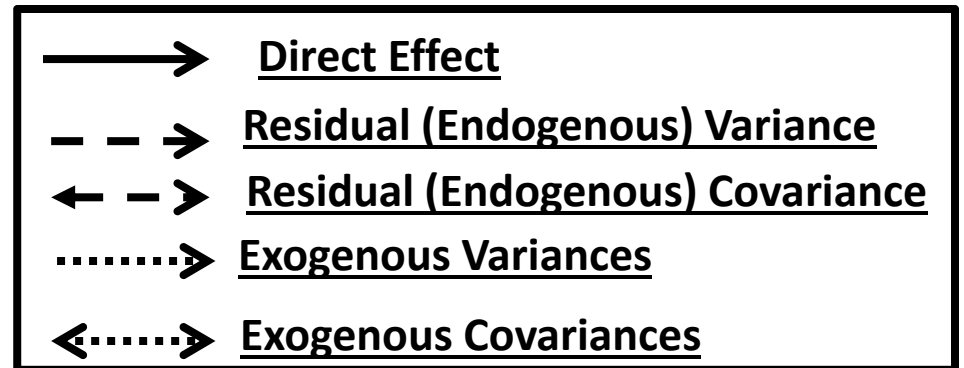 Direct Effect
Residual (Endogenous) Variance
Residual (Endogenous) Covariance
Exogenous Variances
Exogenous Covariances